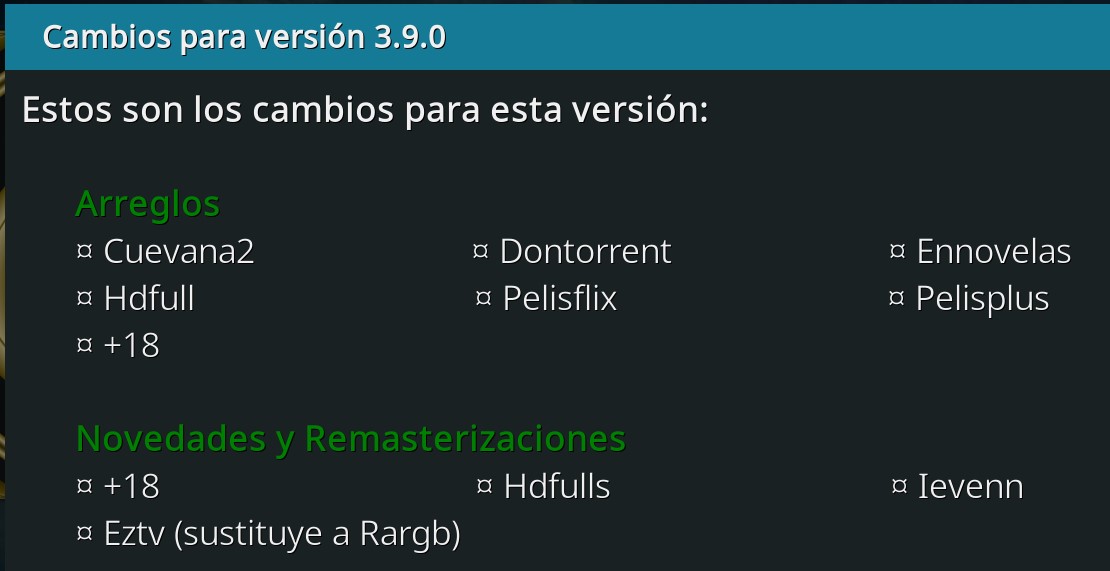 Cambios para versión 3.9.0
Estos son los cambios para esta versión:
Arreglos
¤ Cuevana2 ¤ Dontorrent ¤ Ennovelas
¤ Hdfull ¤ Pelisflix ¤ Pelisplus
¤ +18
Novedades y Remasterizaciones
¤ +18 ¤ Hdfulls ¤ Ievenn
¤ Eztv (sustituye a Rargb)